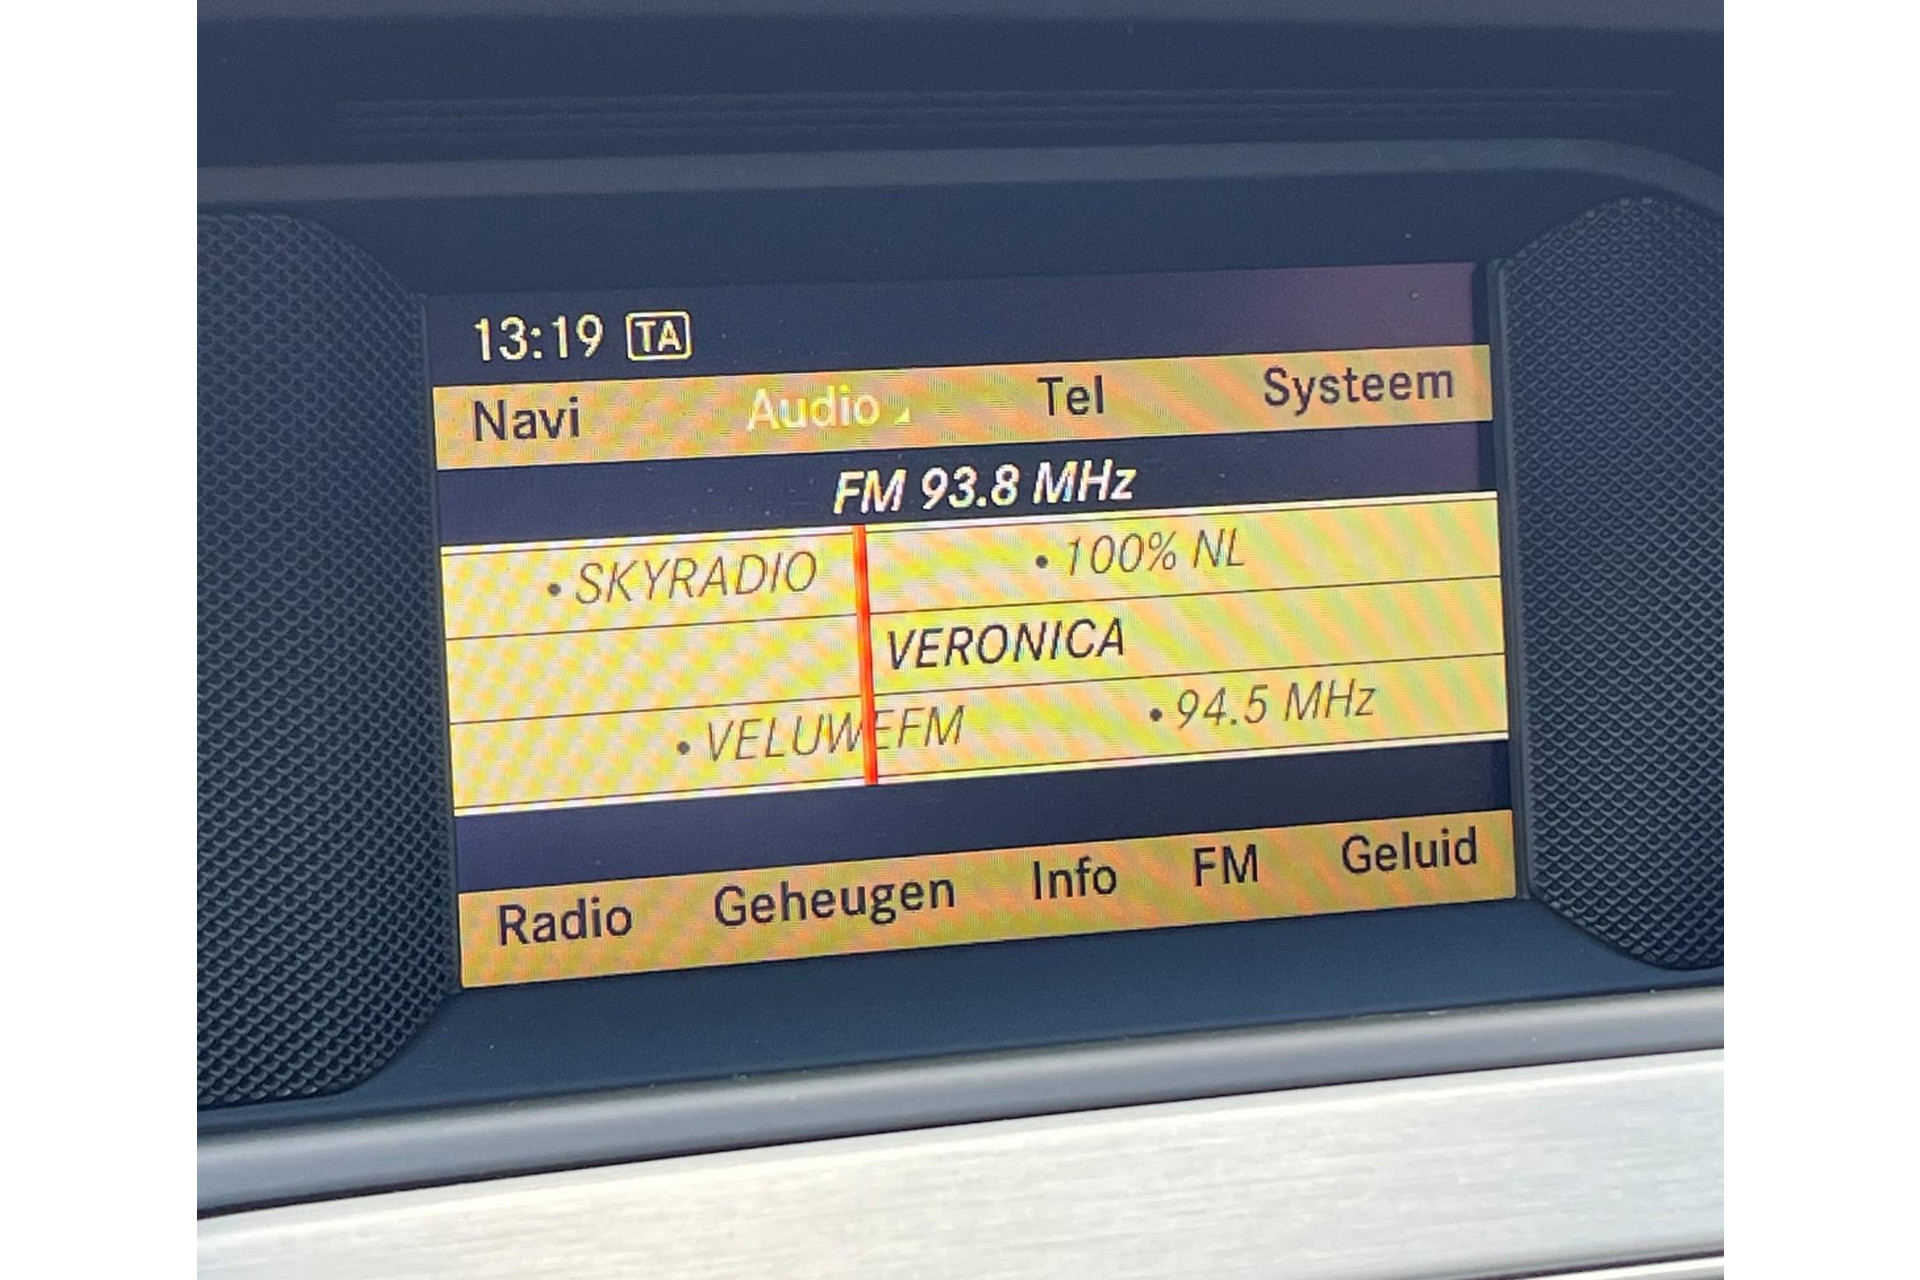 13:19 TA
Navi Audio Tel Systeem
FM 93.8 MHz
• SKYRADIO • 100% NL
VERONICA
• VELUWEFM • 94.5 MHz
Radio Geheugen Info FM Geluid